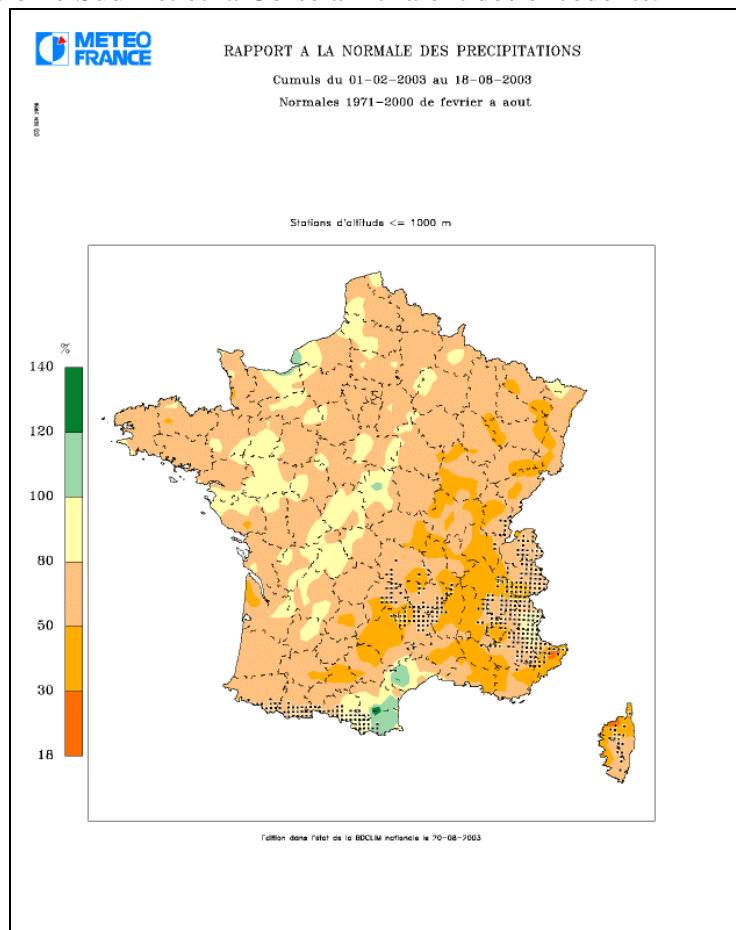 METEO
FRANCE
RAPPORT A LA NORMALE DES PRECIPITATIONS
Cumuls du 01-02-2003 au 18-08-2003
Normales 1971-2000 de fevrier a aout
Stations d'altitude <= 1000 m
%
140
120
100
80
50
30
18
Edition dans l'etat de la BDCLIM nationale le 20-08-2003